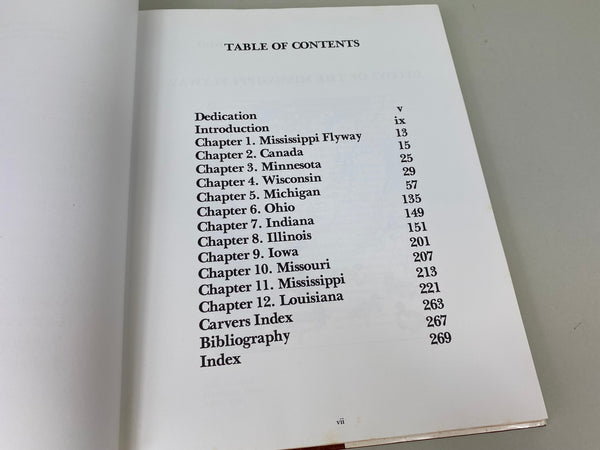 TABLE OF CONTENTS
Dedication v
Introduction ix
Chapter 1. Mississippi Flyway 13
Chapter 2. Canada 15
Chapter 3. Minnesota 25
Chapter 4. Wisconsin 29
Chapter 5. Michigan 57
Chapter 6. Ohio 135
Chapter 7. Indiana 149
Chapter 8. Illinois 151
Chapter 9. Iowa 201
Chapter 10. Missouri 207
Chapter 11. Mississippi 213
Chapter 12. Louisiana 221
Carvers Index 263
Bibliography 267
Index 269
vii